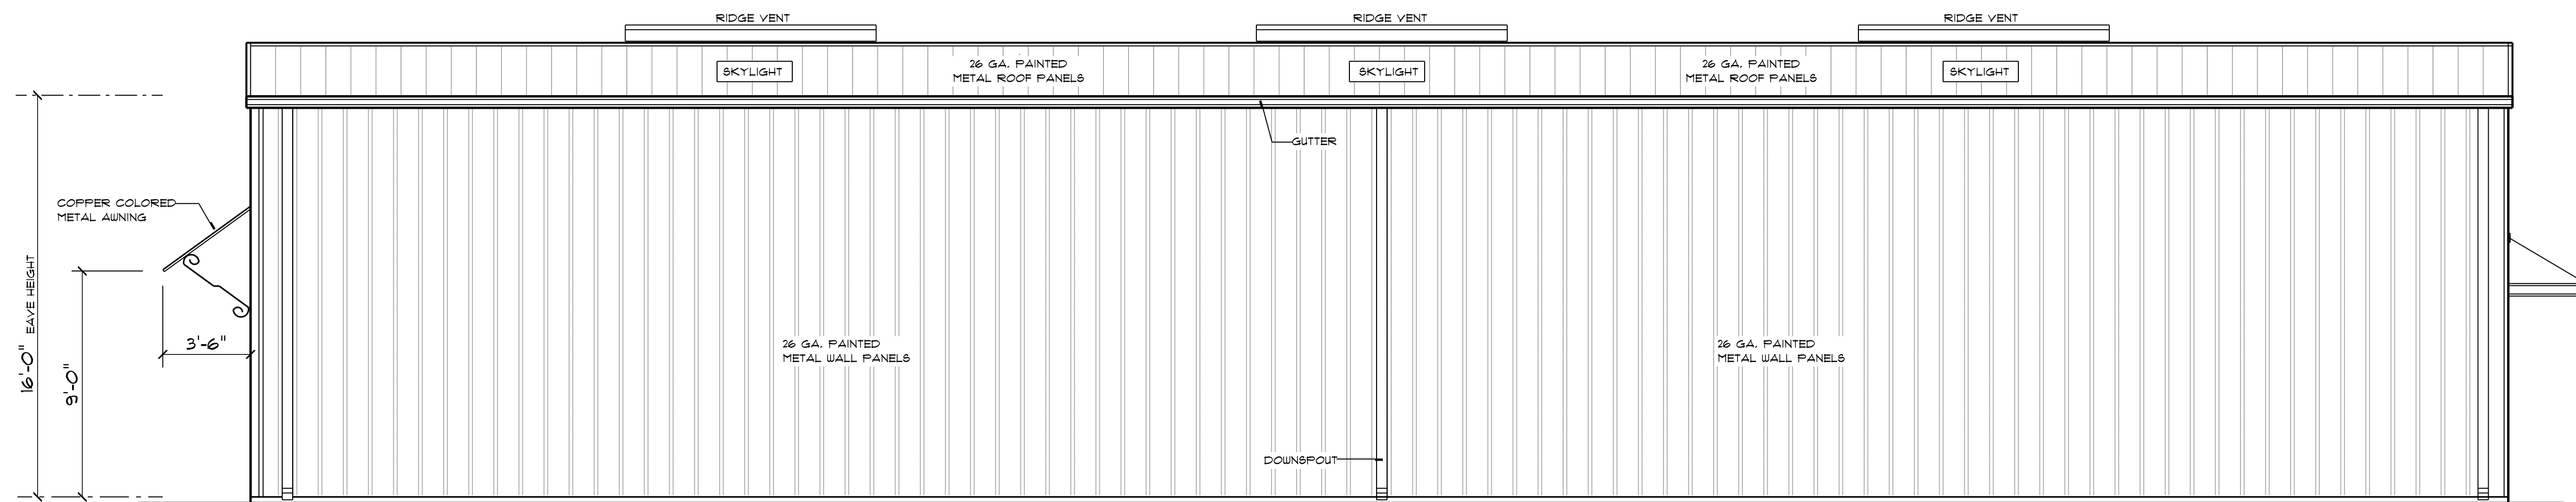 RIDGE VENT
RIDGE VENT
RIDGE VENT
SKYLIGHT
26 GA. PAINTED
METAL ROOF PANELS
SKYLIGHT
26 GA. PAINTED
METAL ROOF PANELS
SKYLIGHT
GUTTER
COPPER COLORED
METAL AWNING
16'-0" EAVE HEIGHT
9'-0"
3'-6"
26 GA. PAINTED
METAL WALL PANELS
26 GA. PAINTED
METAL WALL PANELS
DOWNSPOUT